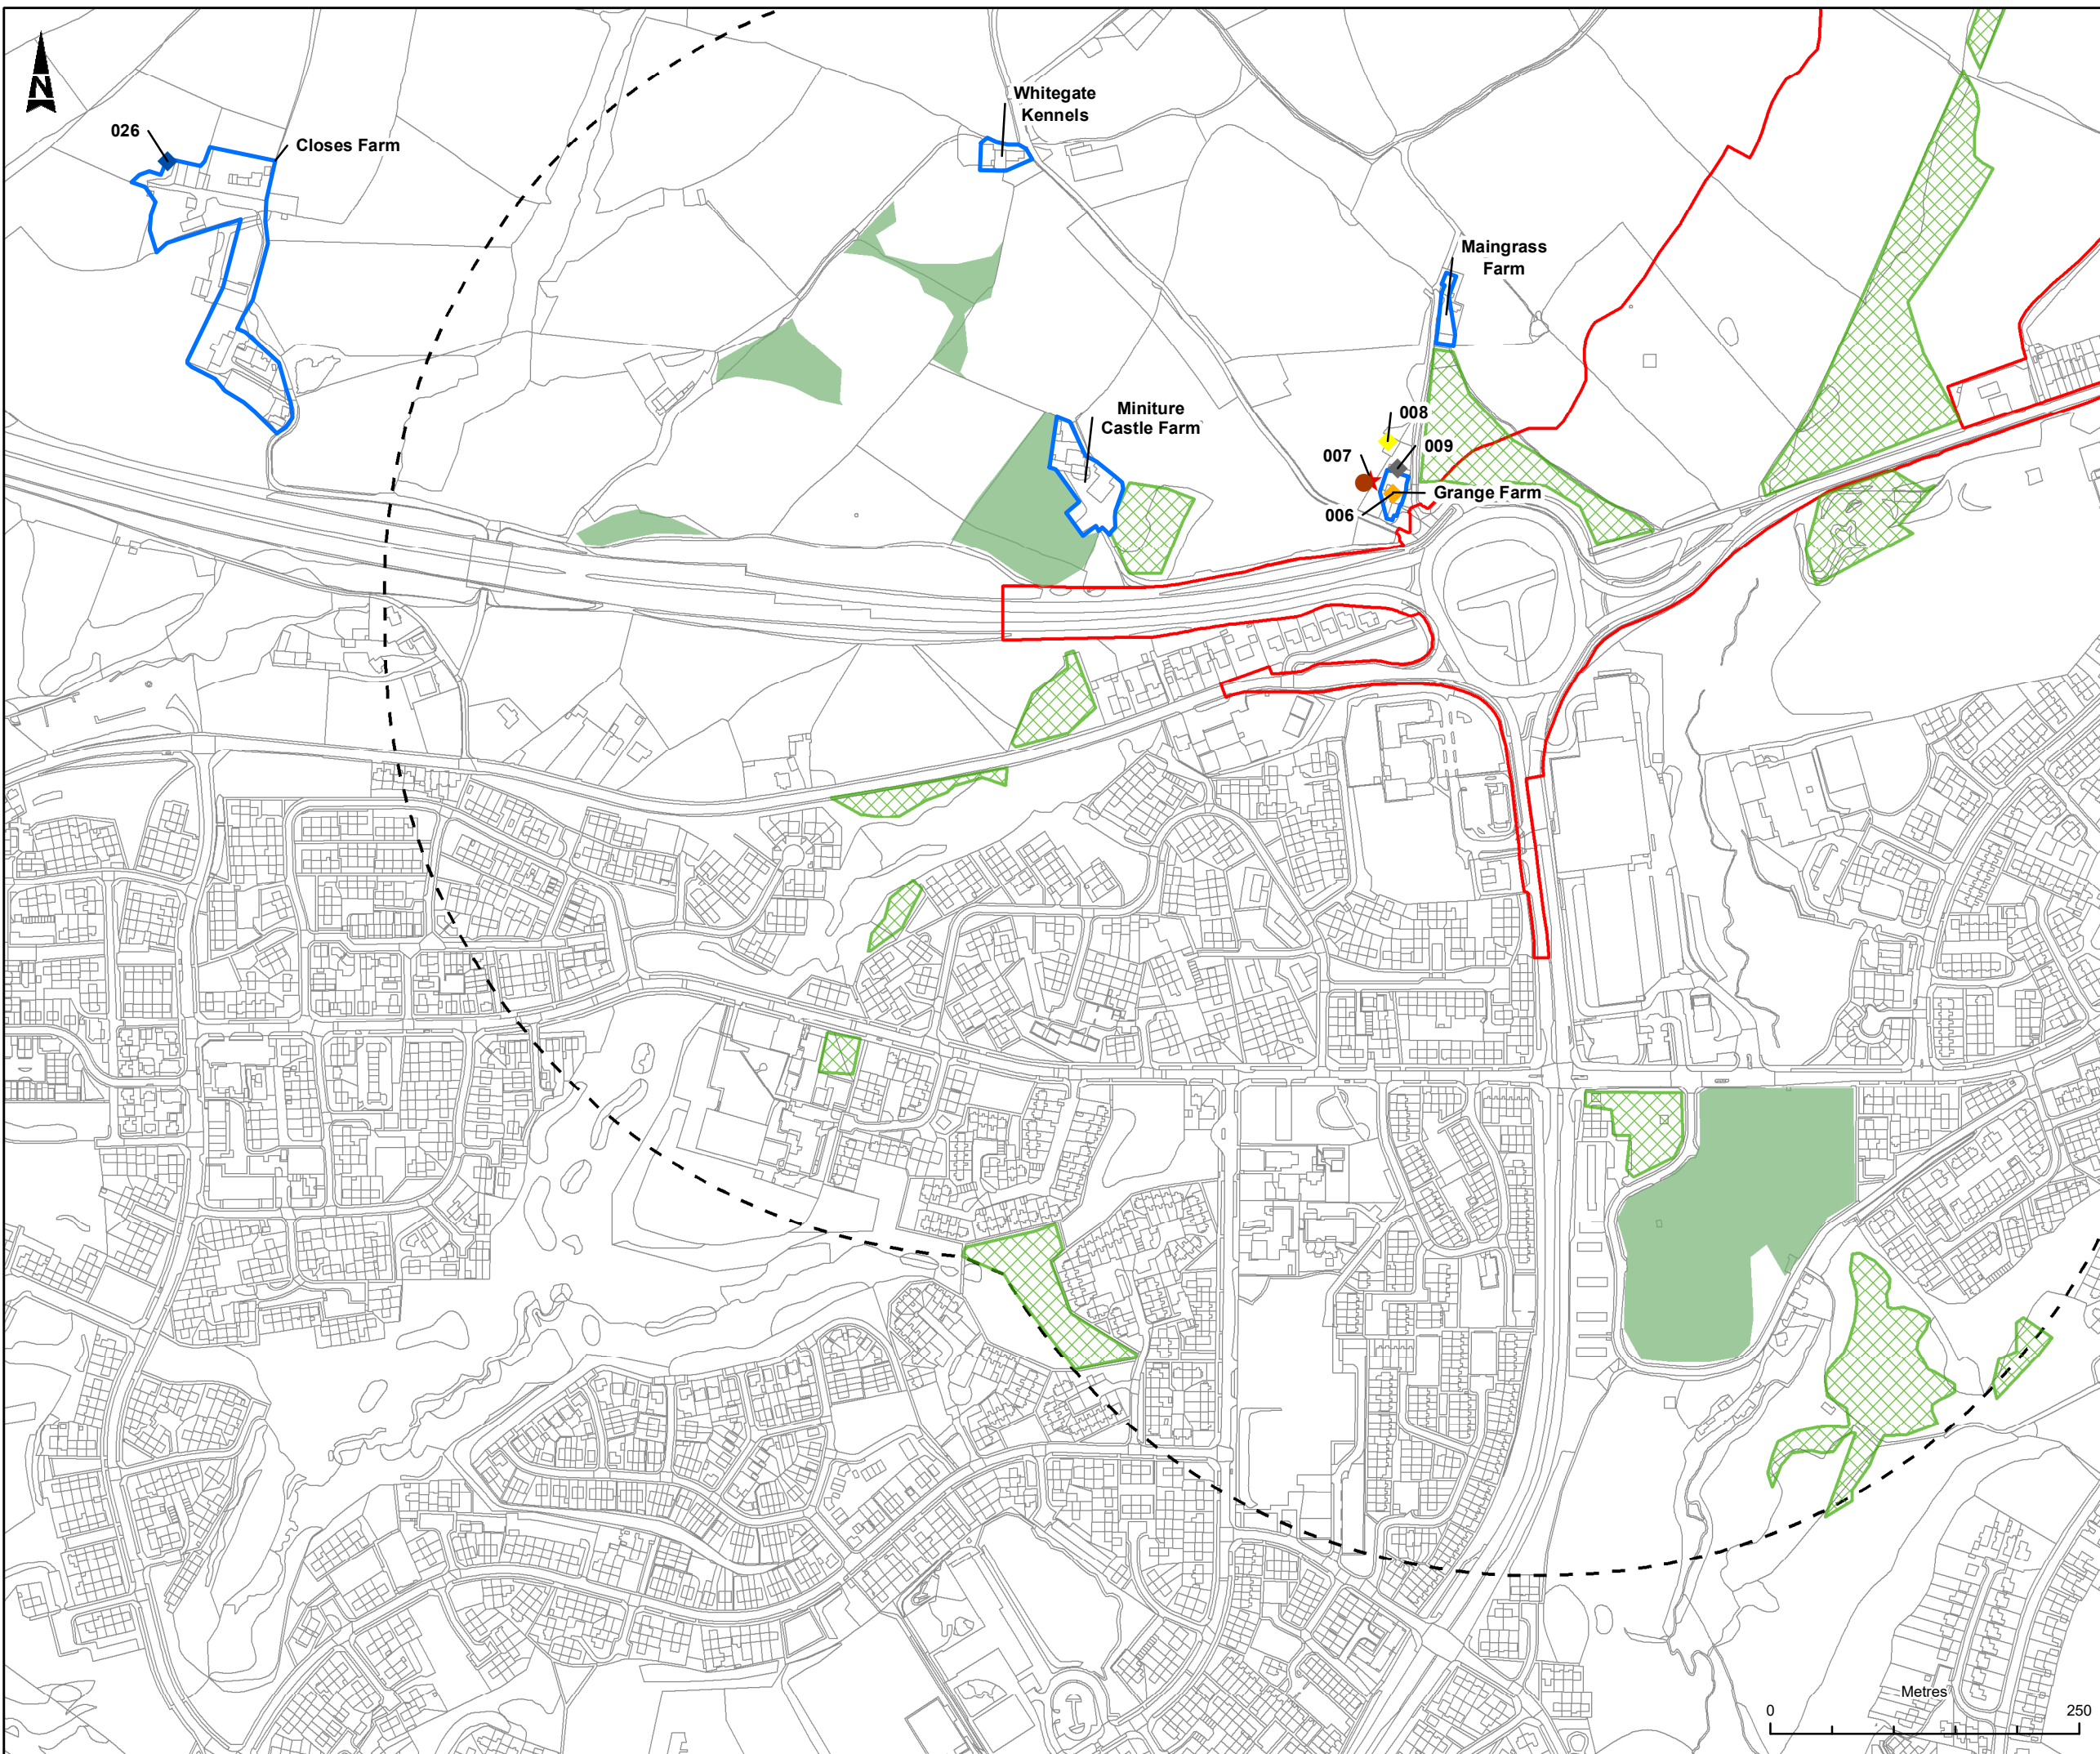 N
Whitegate
Kennels
026
Closes Farm
Maingrass
Farm
Miniture
Castle Farm
008
009
007
Grange Farm
006
Metres
0
250